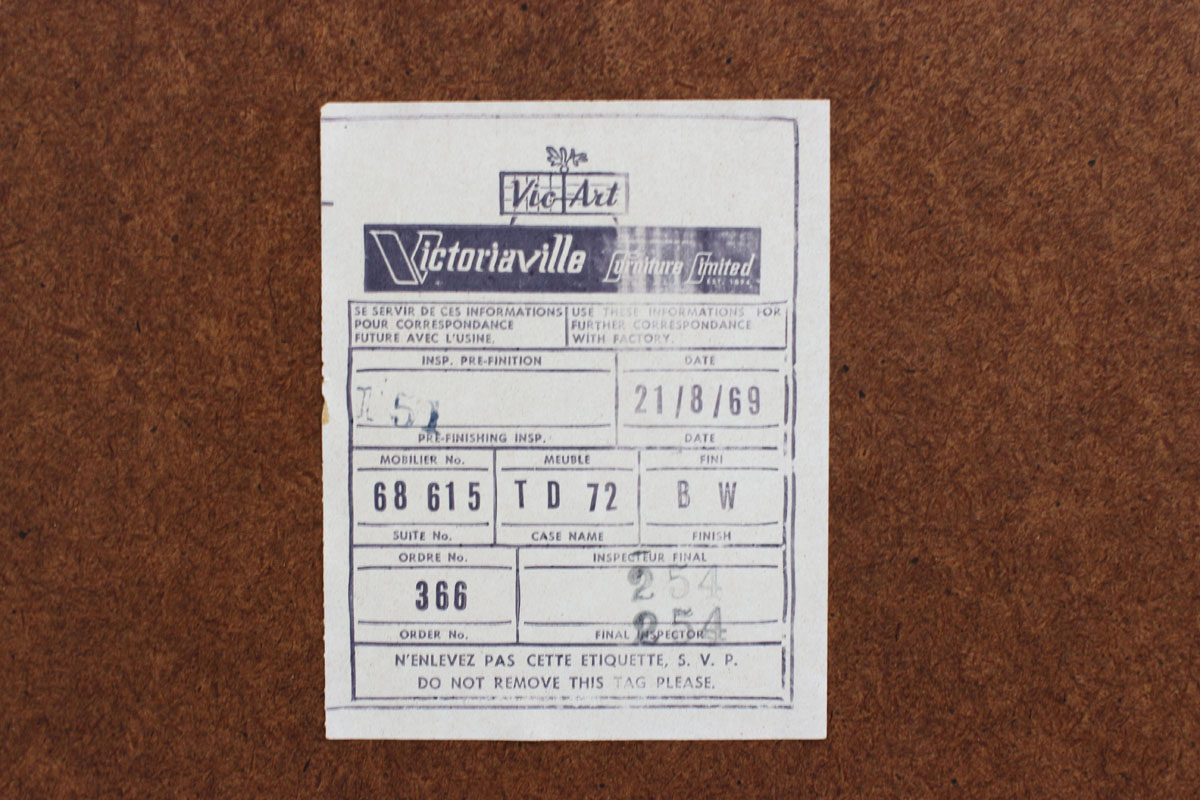 Vic Art
Victoriaville Furniture Limited
SE SERVIR DE CES INFORMATIONS
POUR CORRESPONDANCE
FUTURE AVEC L'USINE.
USE THESE INFORMATIONS FOR
FURTHER CORRESPONDANCE
WITH FACTORY.
INSP. PRE-FINITION
51
PRE-FINISHING INSP.
DATE
21/8/69
DATE
MOBILIER No.
68 615
SUITE No.
MEUBLE
TD 72
CASE NAME
FINI
B W
FINISH
ORDRE No.
366
ORDER No.
INSPECTEUR FINAL
254
254
FINAL INSPECTOR
N'ENLEVEZ PAS CETTE ETIQUETTE, S. V. P.
DO NOT REMOVE THIS TAG PLEASE.